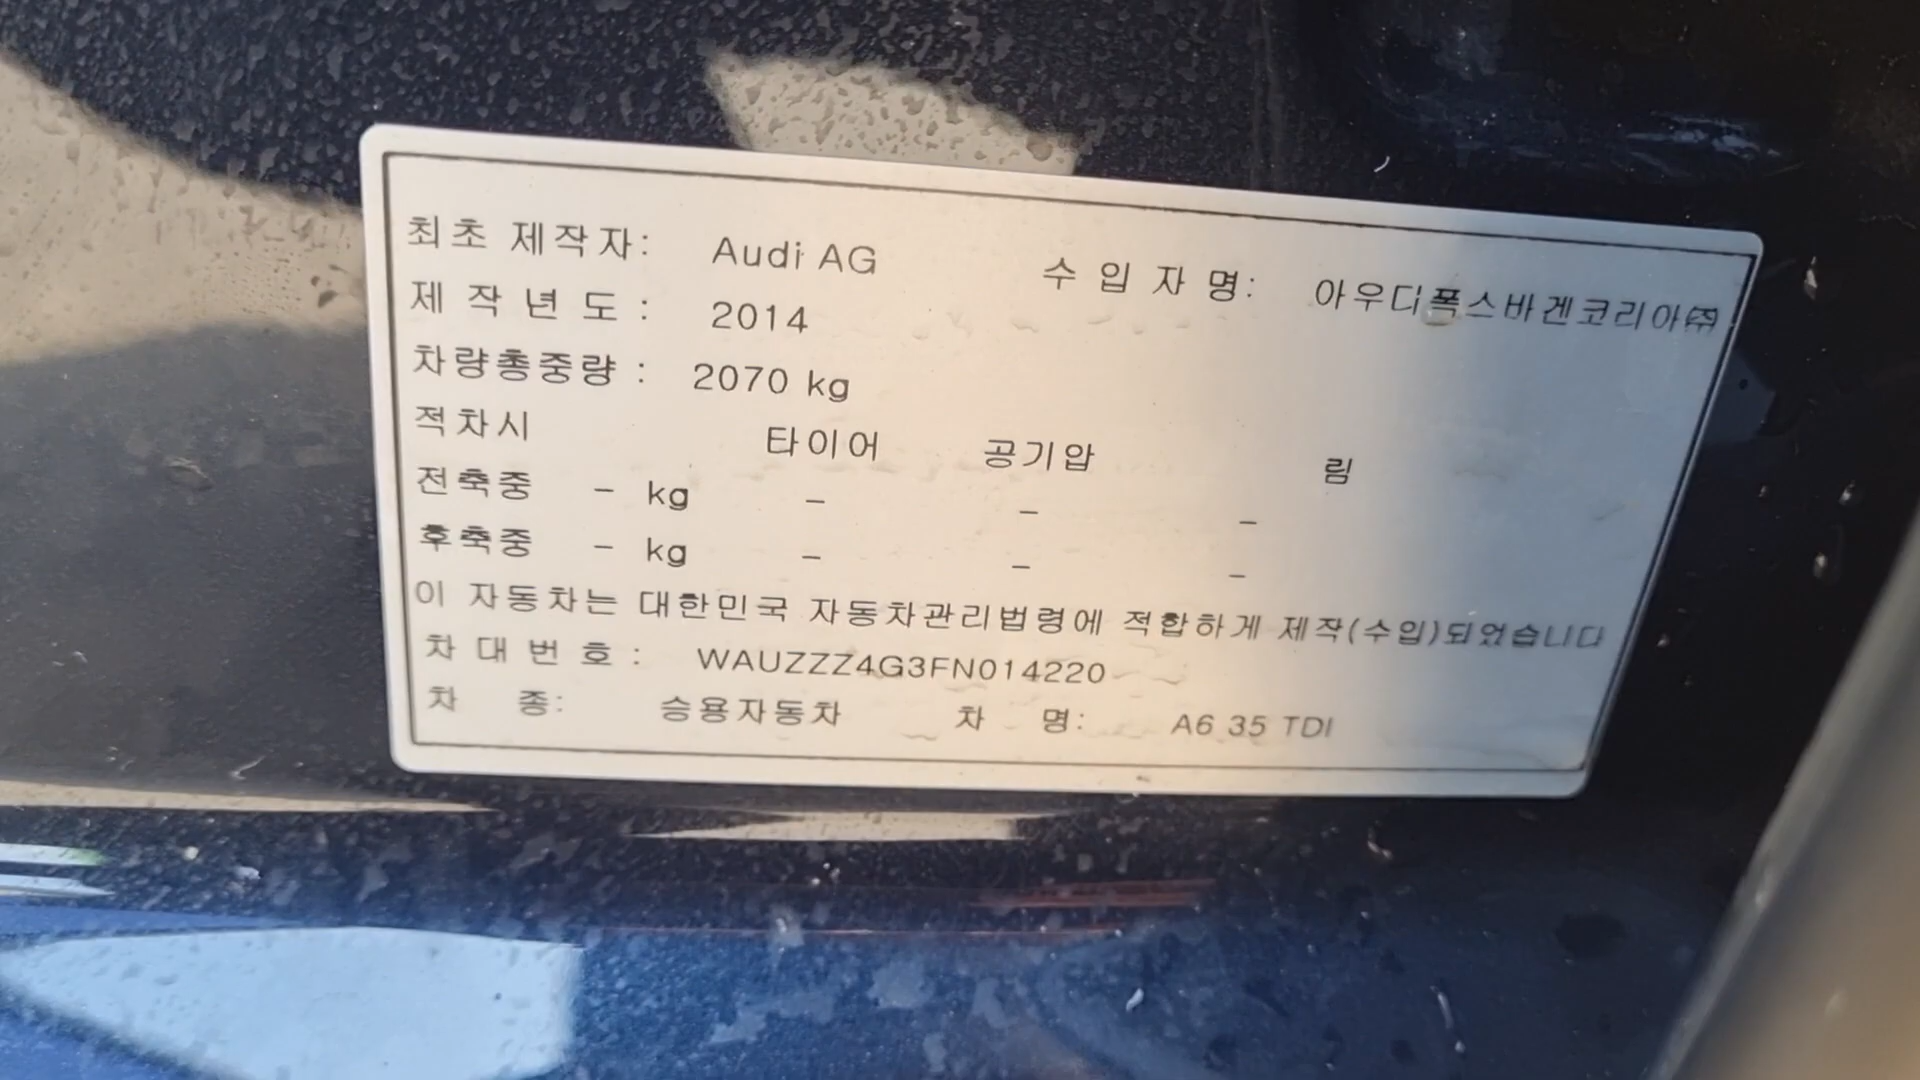 최초 제작자: Audi AG 수 입 자 명: 아우디폭스바겐코리아㈜
제 작 년 도 : 2014
차량총중량 : 2070 kg
적차시 타이어 공기압 림
전축중 - kg - - -
후축중 - kg - - -
이 자동차는 대한민국 자동차관리법령에 적합하게 제작(수입)되었습니다
차 대 번 호 : WAUZZZ4G3FN014220
차 종: 승용자동차 차 명: A6 35 TDI